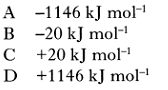 A –1146 kJ mol⁻¹
B –20 kJ mol⁻¹
C +20 kJ mol⁻¹
D +1146 kJ mol⁻¹